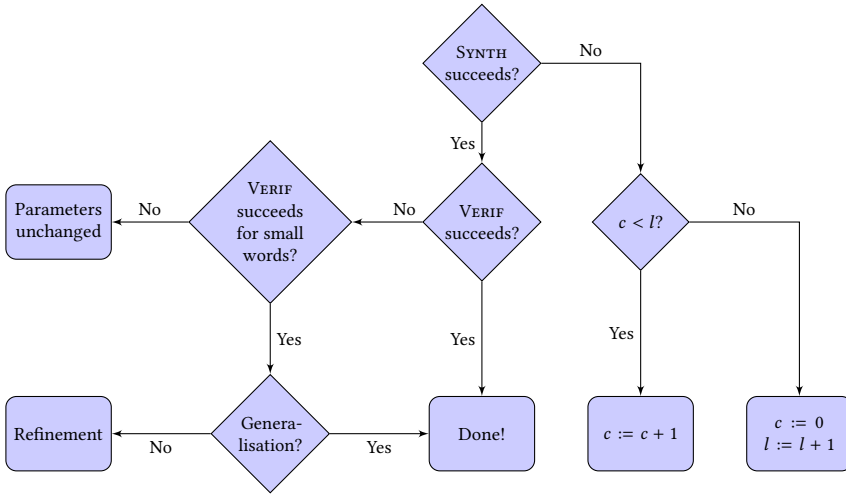 SYNTH
succeeds?
No
Yes
VERIF
succeeds
for small
words?
No
Parameters
unchanged
No
VERIF
succeeds?
c < l?
No
Yes
Yes
Yes
Refinement
No
Genera-
lisation?
Yes
Done!
c := c + 1
c := 0
l := l + 1